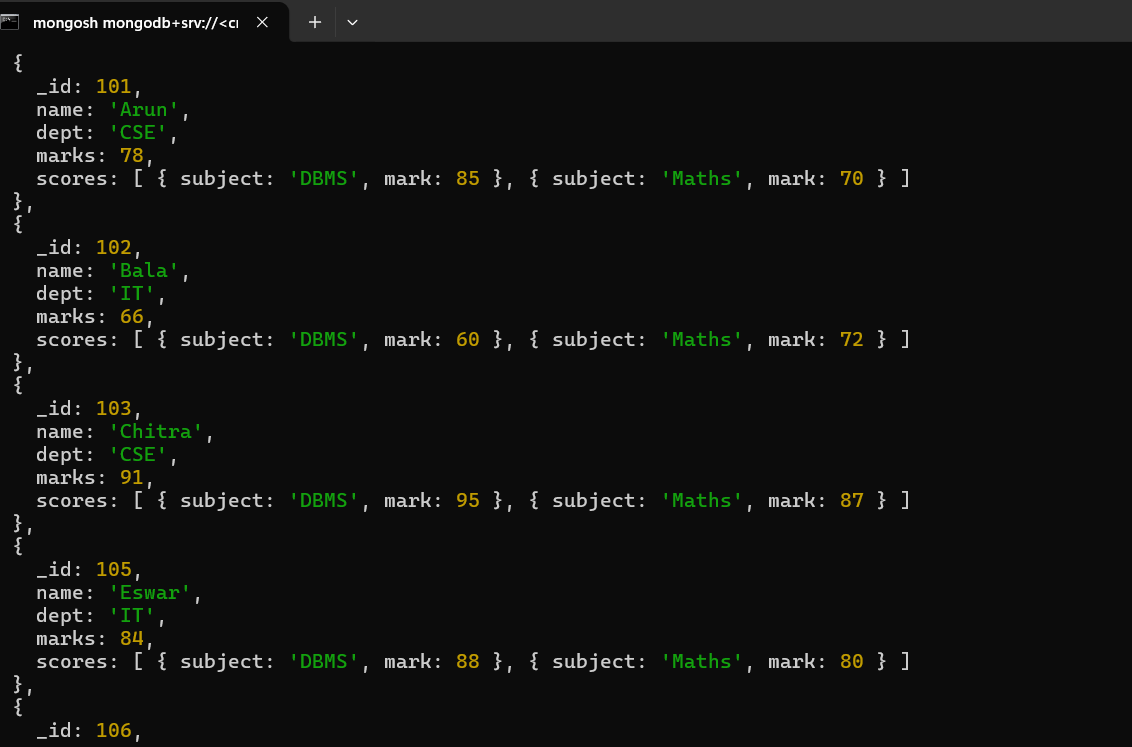 mongosh mongodb+srv://<cr
{
  _id: 101,
  name: 'Arun',
  dept: 'CSE',
  marks: 78,
  scores: [ { subject: 'DBMS', mark: 85 }, { subject: 'Maths', mark: 70 } ]
},
{
  _id: 102,
  name: 'Bala',
  dept: 'IT',
  marks: 66,
  scores: [ { subject: 'DBMS', mark: 60 }, { subject: 'Maths', mark: 72 } ]
},
{
  _id: 103,
  name: 'Chitra',
  dept: 'CSE',
  marks: 91,
  scores: [ { subject: 'DBMS', mark: 95 }, { subject: 'Maths', mark: 87 } ]
},
{
  _id: 105,
  name: 'Eswar',
  dept: 'IT',
  marks: 84,
  scores: [ { subject: 'DBMS', mark: 88 }, { subject: 'Maths', mark: 80 } ]
},
{
  _id: 106,